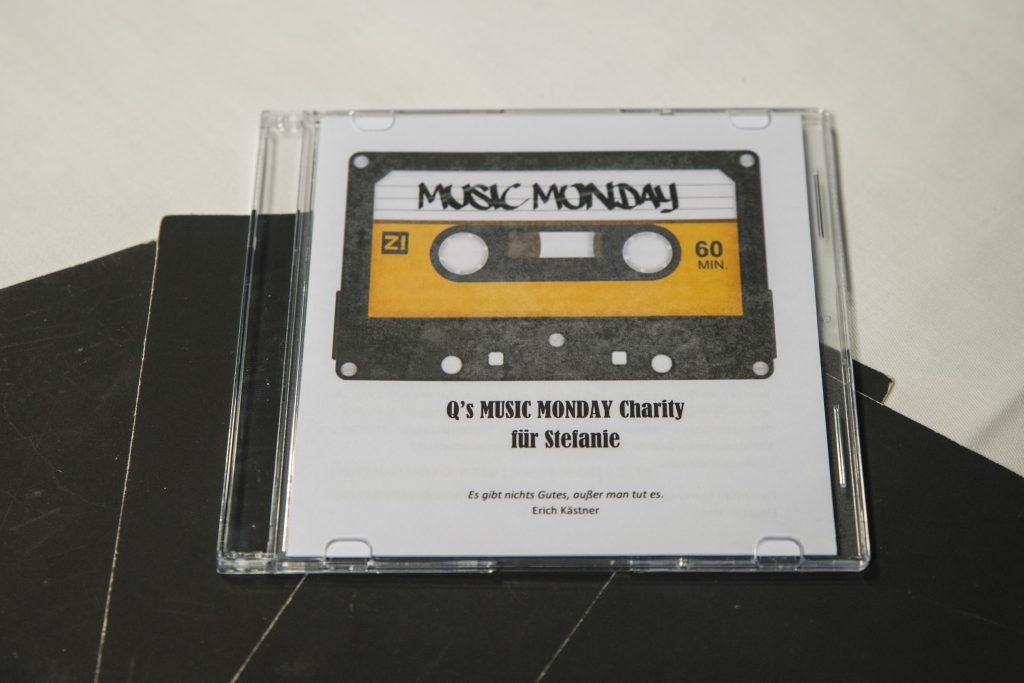 MUSIC MONDAY
Z!
60
MIN.
Q's MUSIC MONDAY Charity
für Stefanie
Es gibt nichts Gutes, außer man tut es.
Erich Kästner